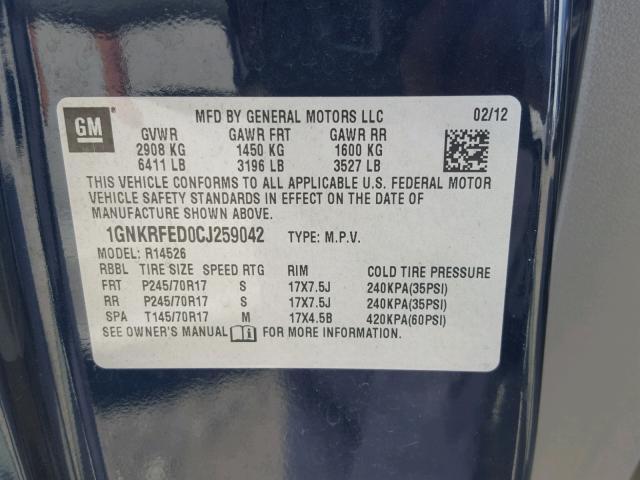 GM
MFD BY GENERAL MOTORS LLC 02/12
GVWR GAWR FRT GAWR RR
2908 KG 1450 KG 1600 KG
6411 LB 3196 LB 3527 LB
THIS VEHICLE CONFORMS TO ALL APPLICABLE U.S. FEDERAL MOTOR
VEHICLE SAFETY STANDARDS IN EFFECT ON THE DATE OF
MANUFACTURE SHOWN ABOVE.
1GNKRFED0CJ259042 TYPE: M.P.V.
MODEL: R14526
RBBL TIRE SIZE SPEED RTG RIM COLD TIRE PRESSURE
FRT P245/70R17 S 17X7.5J 240KPA(35PSI)
RR P245/70R17 S 17X7.5J 240KPA(35PSI)
SPA T145/70R17 M 17X4.5B 420KPA(60PSI)
SEE OWNER'S MANUAL FOR MORE INFORMATION.